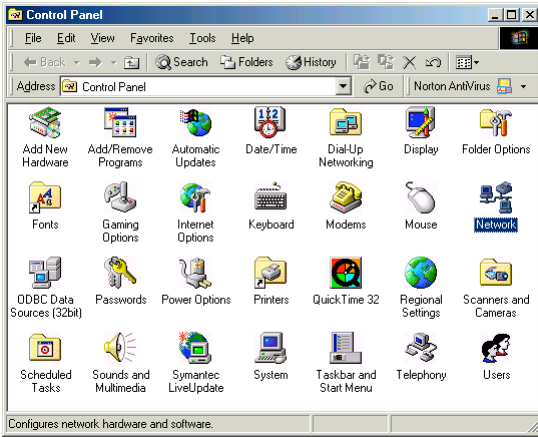 Control Panel
File Edit View Favorites Tools Help
Back Search Folders History
Address Control Panel Go Norton AntiVirus
Add New Hardware
Add/Remove Programs
Automatic Updates
Date/Time
Dial-Up Networking
Display
Folder Options
Fonts
Gaming Options
Internet Options
Keyboard
Modems
Mouse
Network
ODBC Data Sources (32bit)
Passwords
Power Options
Printers
QuickTime 32
Regional Settings
Scanners and Cameras
Scheduled Tasks
Sounds and Multimedia
Symantec LiveUpdate
System
Taskbar and Start Menu
Telephony
Users
Configures network hardware and software.